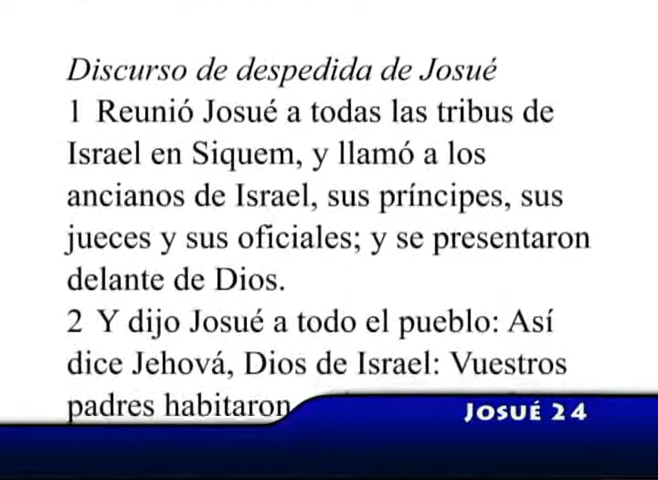 Discurso de despedida de Josué
1 Reunió Josué a todas las tribus de
Israel en Siquem, y llamó a los
ancianos de Israel, sus príncipes, sus
jueces y sus oficiales; y se presentaron
delante de Dios.
2 Y dijo Josué a todo el pueblo: Así
dice Jehová, Dios de Israel: Vuestros
padres habitaron
JOSUÉ 24